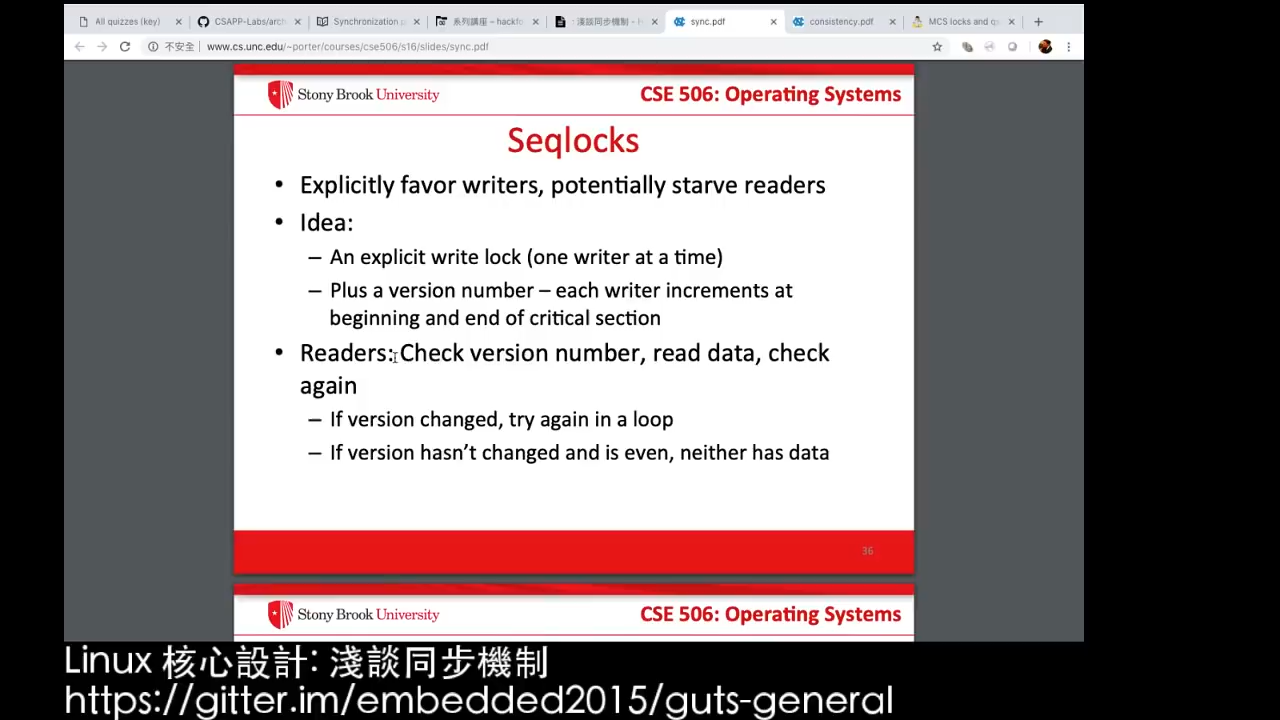 All quizzes (key)
CSAPP-Labs/arc
Synchronization
系列講座 – hackfo
淺談同步機制 –
sync.pdf
consistency.pdf
MCS locks and q
不安全
www.cs.unc.edu/~porter/courses/cse506/s16/slides/sync.pdf
Stony Brook University
CSE 506: Operating Systems
Seqlocks
• Explicitly favor writers, potentially starve readers
• Idea:
– An explicit write lock (one writer at a time)
– Plus a version number – each writer increments at
beginning and end of critical section
• Readers: Check version number, read data, check
again
– If version changed, try again in a loop
– If version hasn’t changed and is even, neither has data
36
Stony Brook University
CSE 506: Operating Systems
Linux 核心設計: 淺談同步機制
https://gitter.im/embedded2015/guts-general